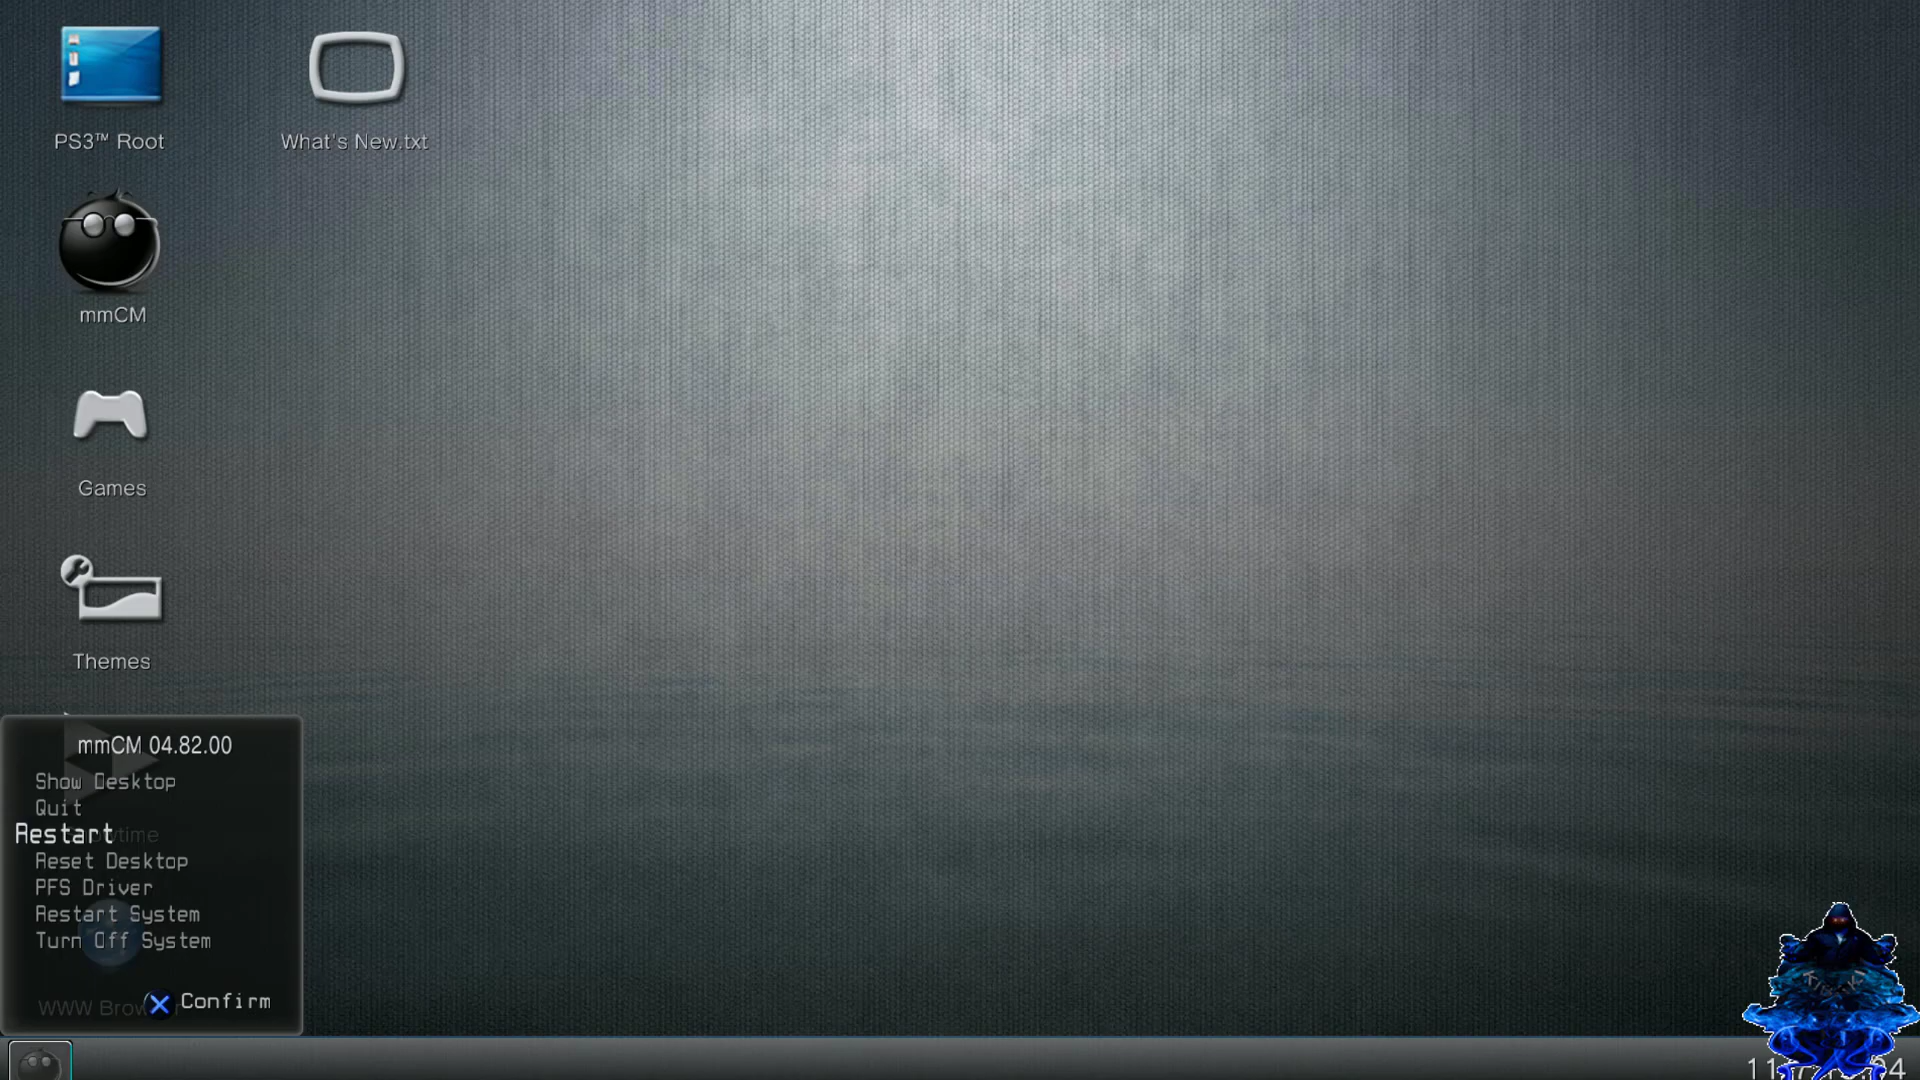 PS3™ Root
What's New.txt
mmCM
Games
Themes
mmCM 04.82.00
Show Desktop
Quit
Restart
Reset Desktop
PFS Driver
Restart System
Turn Off System
WWW
Confirm